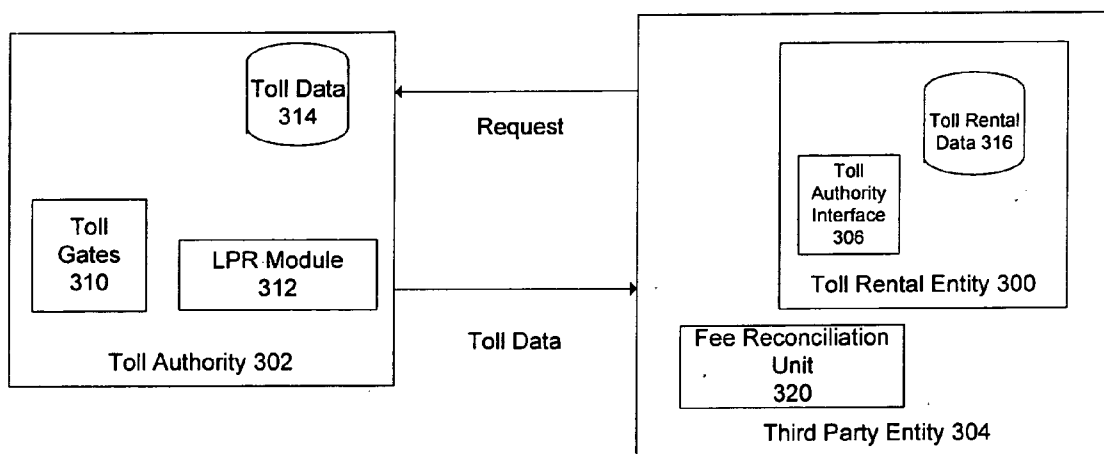 Toll Data
314
Toll
Gates
310
LPR Module
312
Toll Authority 302
Request
Toll Data
Toll Rental
Data 316
Toll
Authority
Interface
306
Toll Rental Entity 300
Fee Reconciliation
Unit
320
Third Party Entity 304